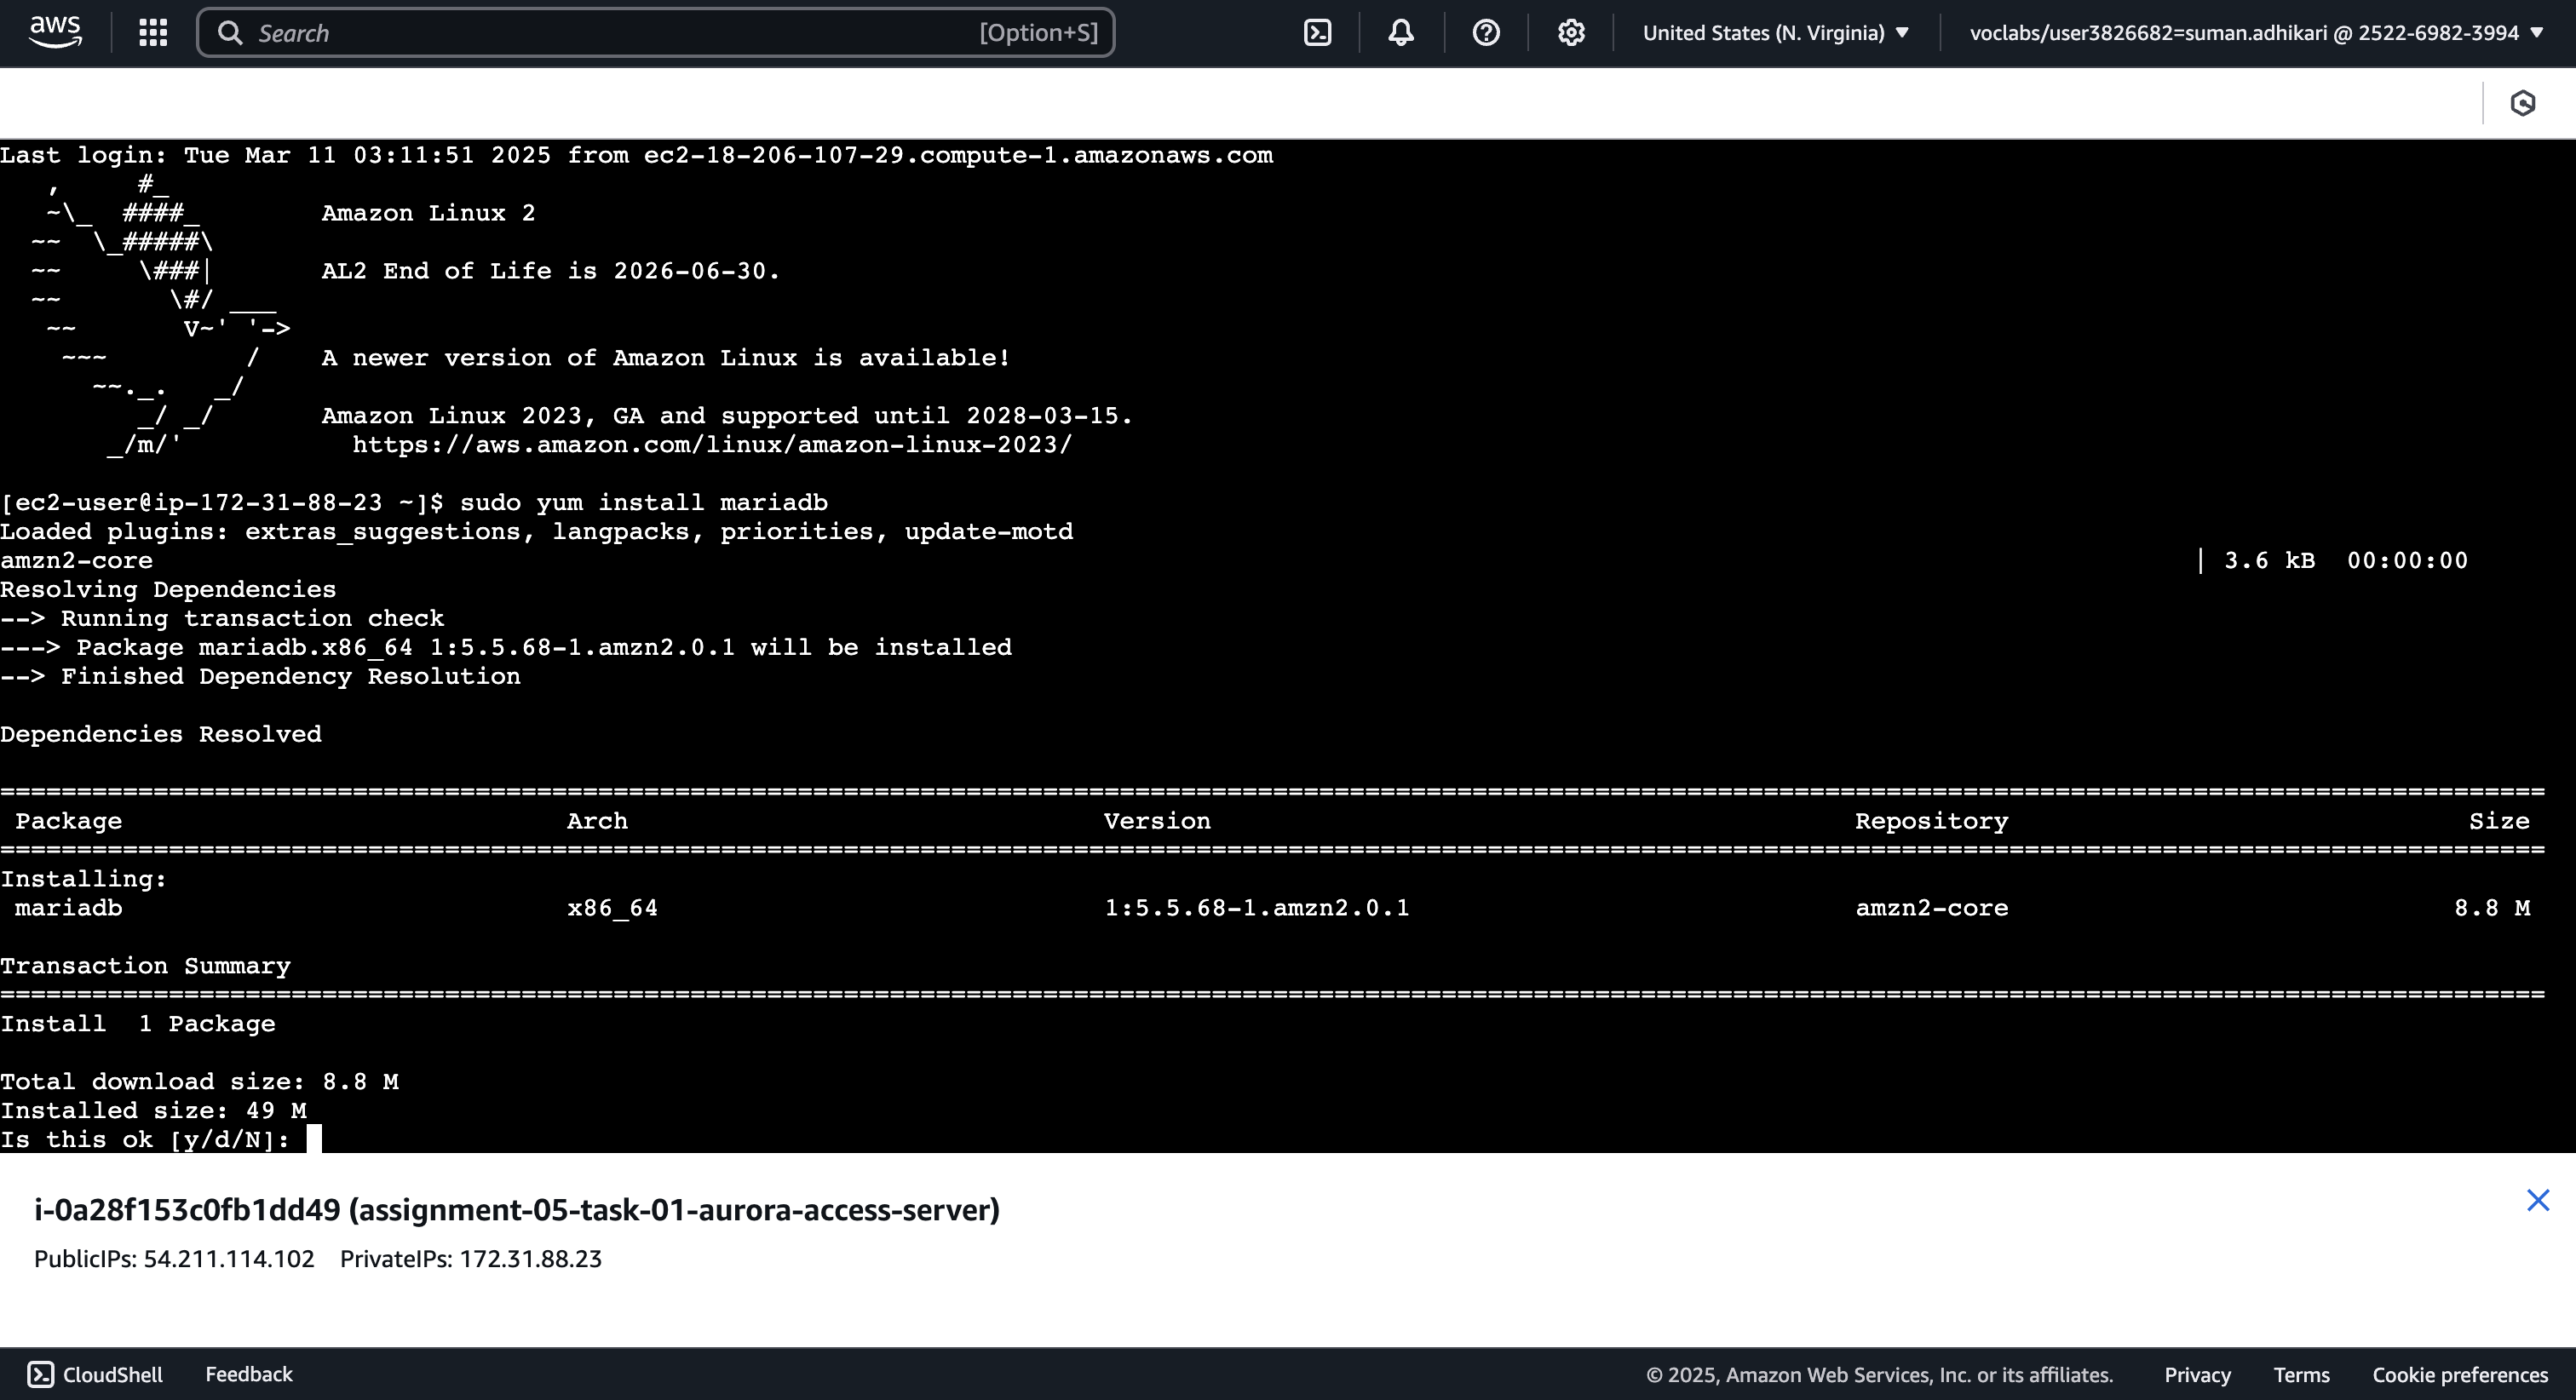 aws
Search [Option+S] United States (N. Virginia) voclabs/user3826682=suman.adhikari @ 2522-6982-3994
Last login: Tue Mar 11 03:11:51 2025 from ec2-18-206-107-29.compute-1.amazonaws.com
   ,     #_
   ~\_  ####_        Amazon Linux 2
  ~~  \_#####\
  ~~     \###|       AL2 End of Life is 2026-06-30.
  ~~       \#/ ___
   ~~       V~' '->
    ~~~         /    A newer version of Amazon Linux is available!
      ~~._.   _/
         _/ _/       Amazon Linux 2023, GA and supported until 2028-03-15.
       _/m/'           https://aws.amazon.com/linux/amazon-linux-2023/
[ec2-user@ip-172-31-88-23 ~]$ sudo yum install mariadb
Loaded plugins: extras_suggestions, langpacks, priorities, update-motd
amzn2-core | 3.6 kB 00:00:00
Resolving Dependencies
--> Running transaction check
---> Package mariadb.x86_64 1:5.5.68-1.amzn2.0.1 will be installed
--> Finished Dependency Resolution
Dependencies Resolved
Package Arch Version Repository Size
Installing:
mariadb x86_64 1:5.5.68-1.amzn2.0.1 amzn2-core 8.8 M
Transaction Summary
Install  1 Package
Total download size: 8.8 M
Installed size: 49 M
Is this ok [y/d/N]:
i-0a28f153c0fb1dd49 (assignment-05-task-01-aurora-access-server)
PublicIPs: 54.211.114.102 PrivateIPs: 172.31.88.23
CloudShell Feedback © 2025, Amazon Web Services, Inc. or its affiliates. Privacy Terms Cookie preferences